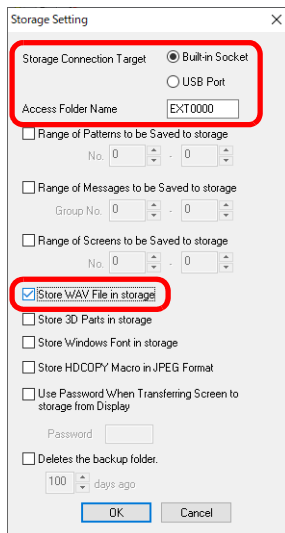 Storage Setting
Storage Connection Target Built-in Socket
USB Port
Access Folder Name EXT0000
Range of Patterns to be Saved to storage
No. 0 - 0
Range of Messages to be Saved to storage
Group No. 0 - 0
Range of Screens to be Saved to storage
No. 0 - 0
Store WAV File in storage
Store 3D Parts in storage
Store Windows Font in storage
Store HDCOPY Macro in JPEG Format
Use Password When Transferring Screen to
storage from Display
Password
Deletes the backup folder.
100 days ago
OK Cancel